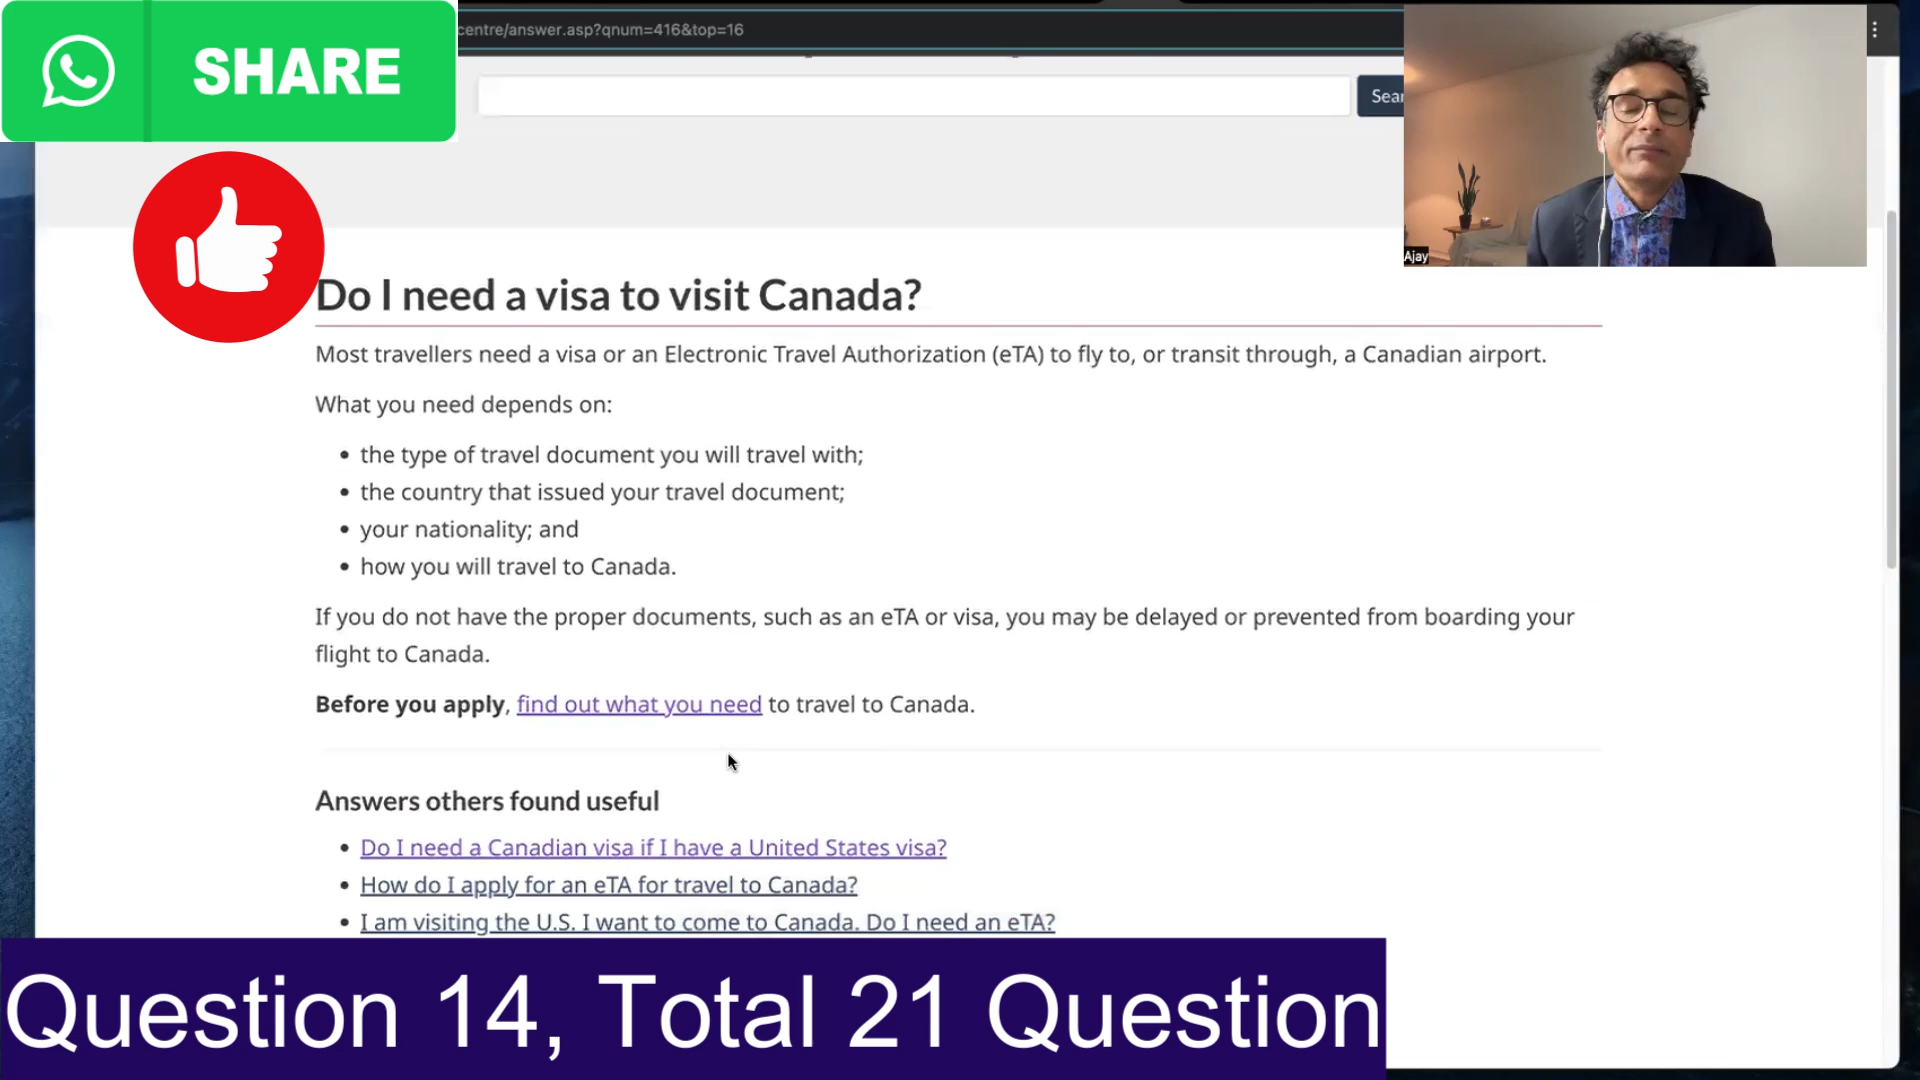 SHARE
centre/answer.asp?qnum=416&top=16
Sear
Ajay
Do I need a visa to visit Canada?
Most travellers need a visa or an Electronic Travel Authorization (eTA) to fly to, or transit through, a Canadian airport.
What you need depends on:
• the type of travel document you will travel with;
• the country that issued your travel document;
• your nationality; and
• how you will travel to Canada.
If you do not have the proper documents, such as an eTA or visa, you may be delayed or prevented from boarding your
flight to Canada.
Before you apply, find out what you need to travel to Canada.
Answers others found useful
• Do I need a Canadian visa if I have a United States visa?
• How do I apply for an eTA for travel to Canada?
• I am visiting the U.S. I want to come to Canada. Do I need an eTA?
Question 14, Total 21 Question